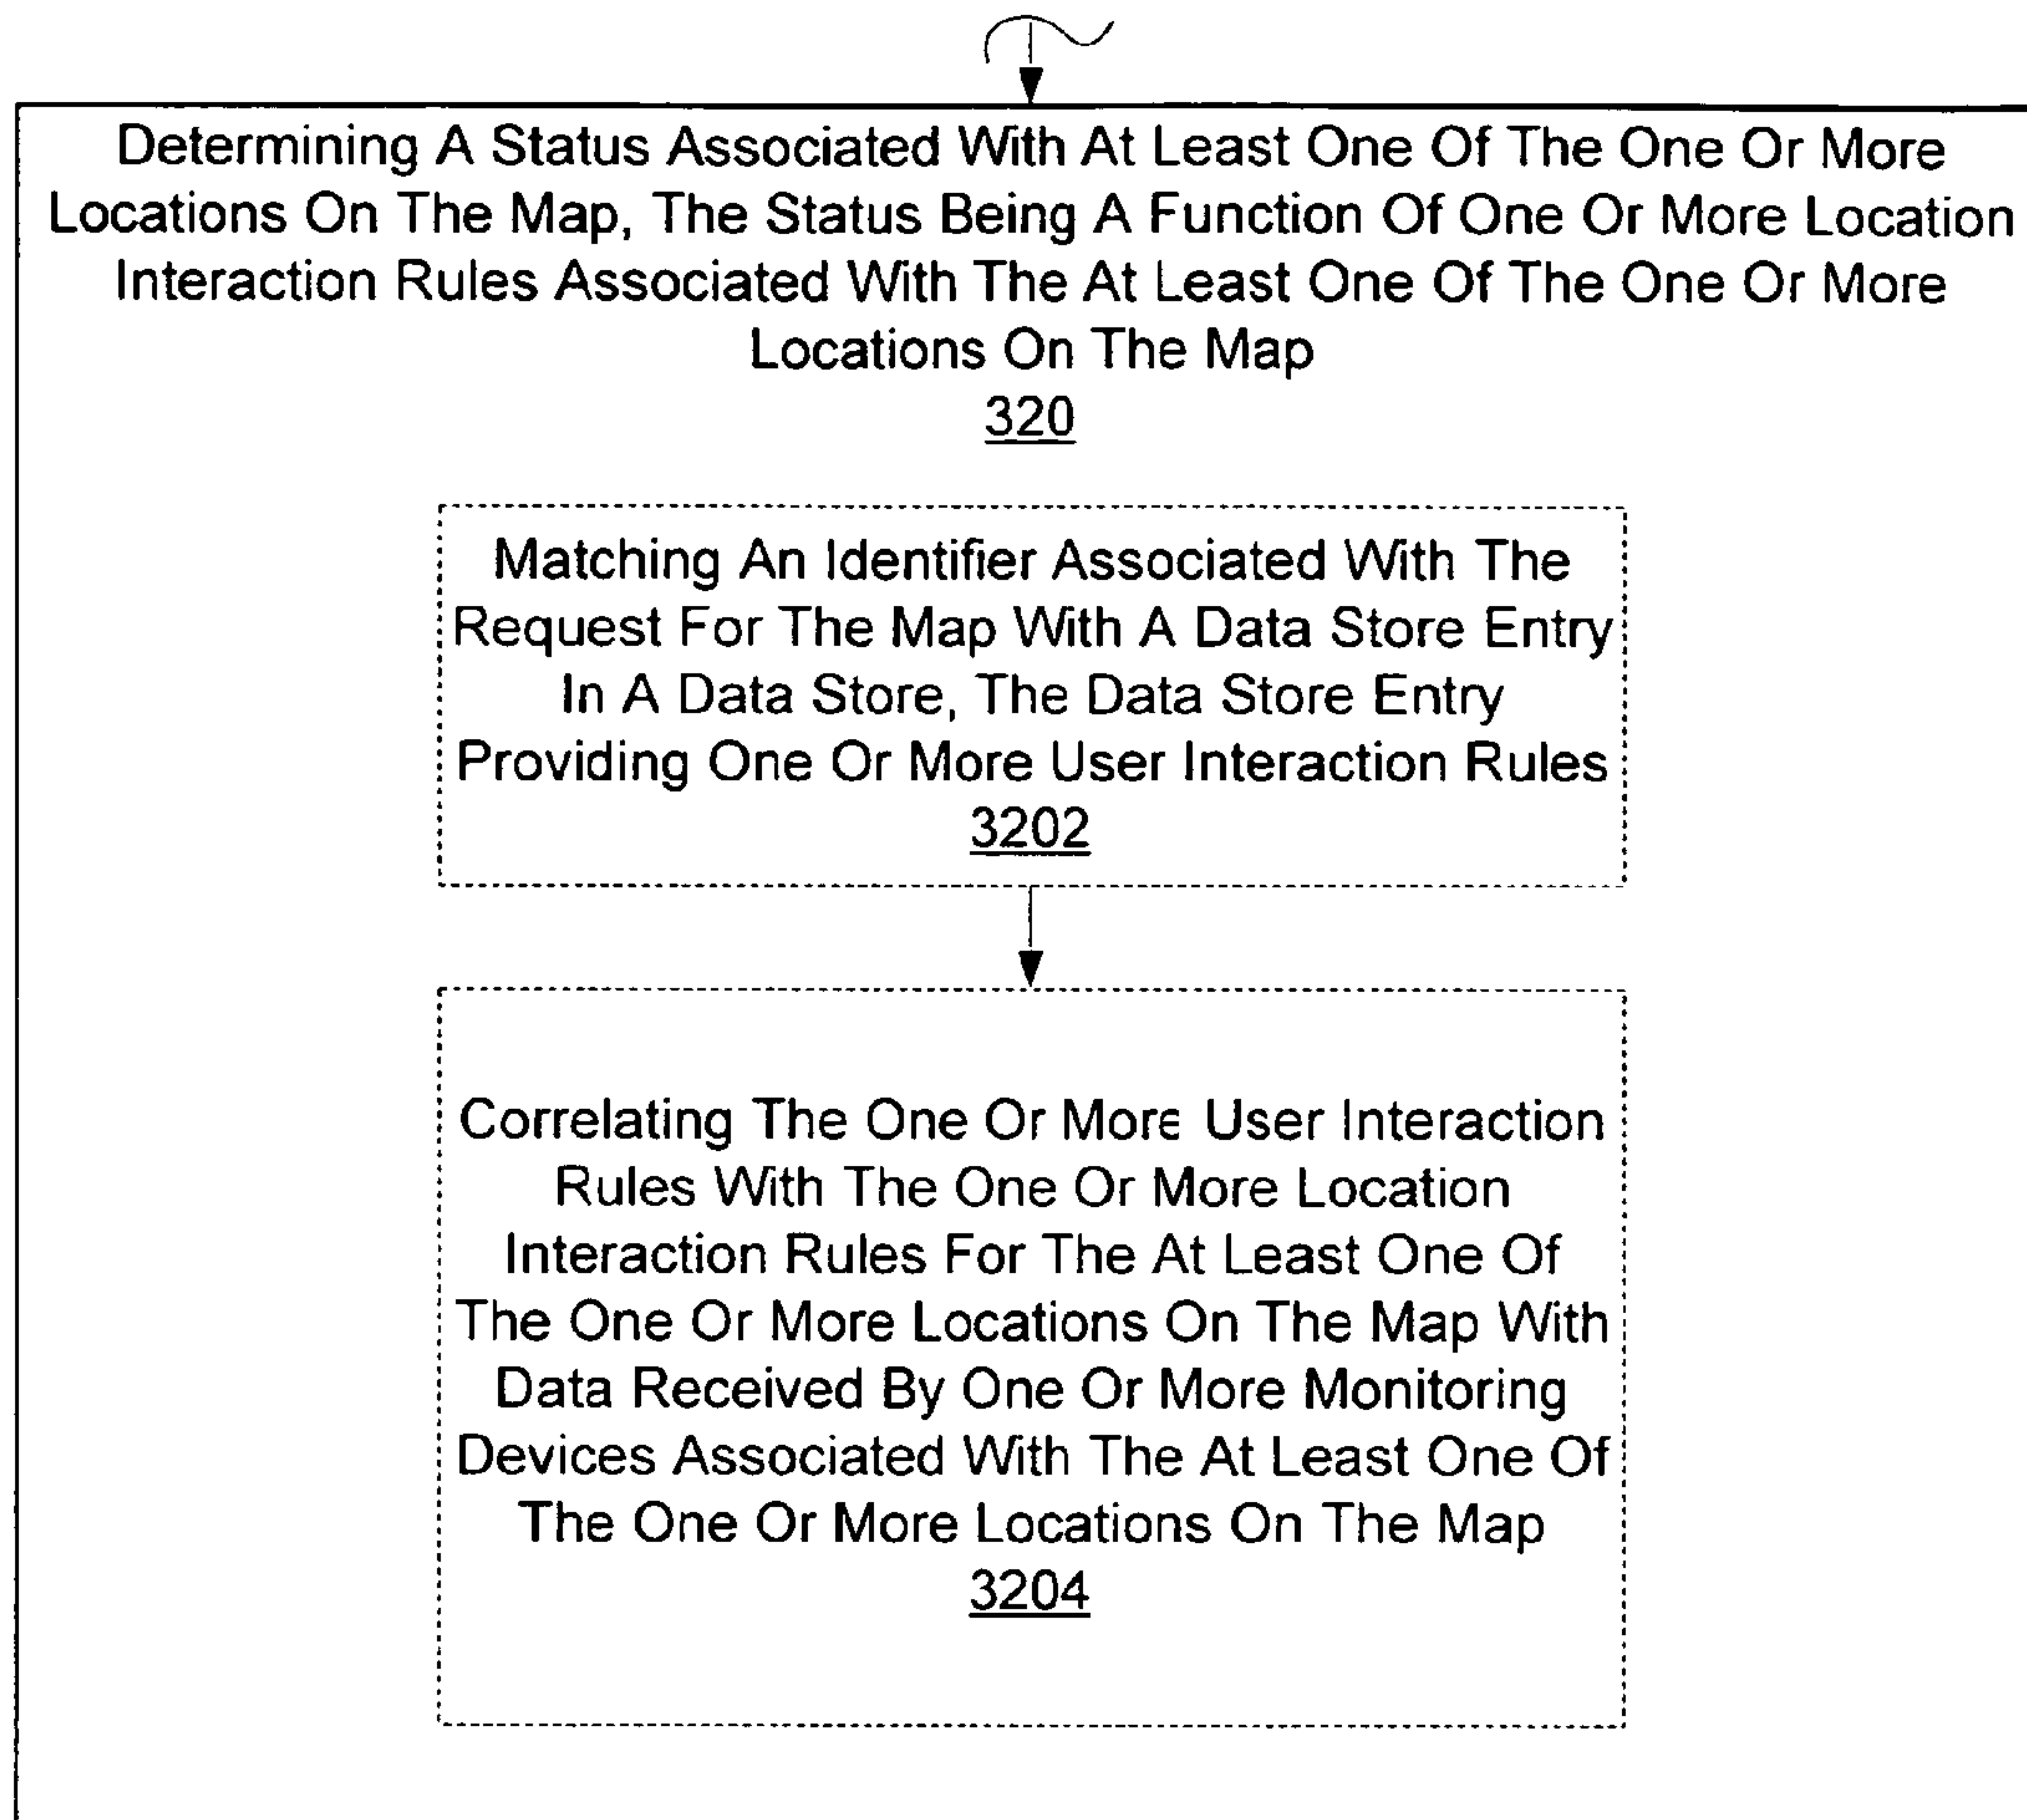 Determining A Status Associated With At Least One Of The One Or More
Locations On The Map, The Status Being A Function Of One Or More Location
Interaction Rules Associated With The At Least One Of The One Or More
Locations On The Map
320
Matching An Identifier Associated With The
Request For The Map With A Data Store Entry
In A Data Store, The Data Store Entry
Providing One Or More User Interaction Rules
3202
Correlating The One Or More User Interaction
Rules With The One Or More Location
Interaction Rules For The At Least One Of
The One Or More Locations On The Map With
Data Received By One Or More Monitoring
Devices Associated With The At Least One Of
The One Or More Locations On The Map
3204